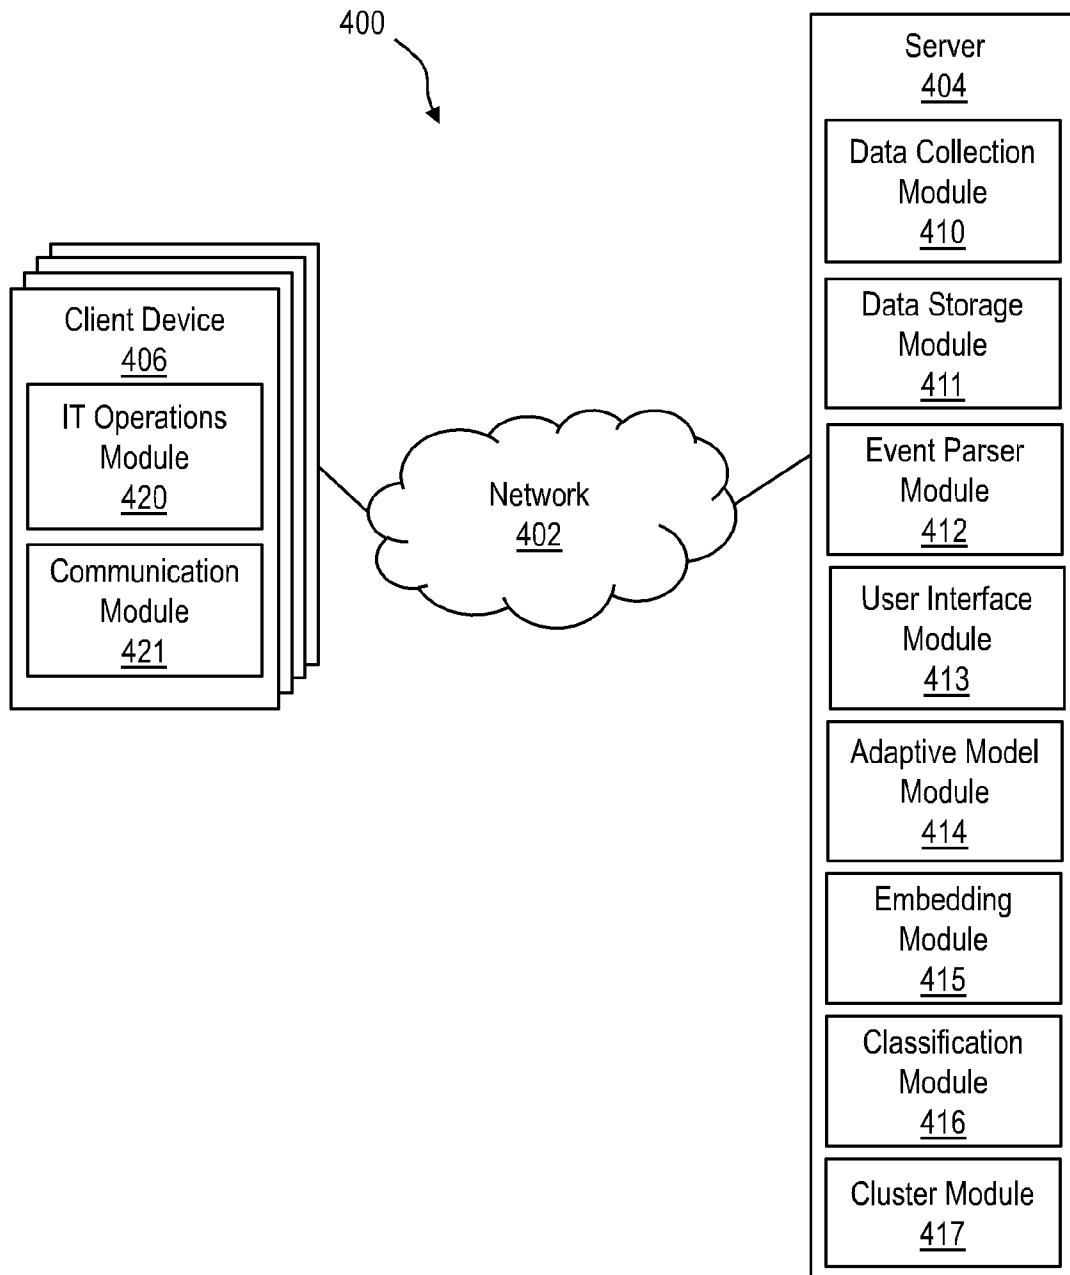 400
Client Device
406
IT Operations
Module
420
Communication
Module
421
Network
402
Server
404
Data Collection
Module
410
Data Storage
Module
411
Event Parser
Module
412
User Interface
Module
413
Adaptive Model
Module
414
Embedding
Module
415
Classification
Module
416
Cluster Module
417